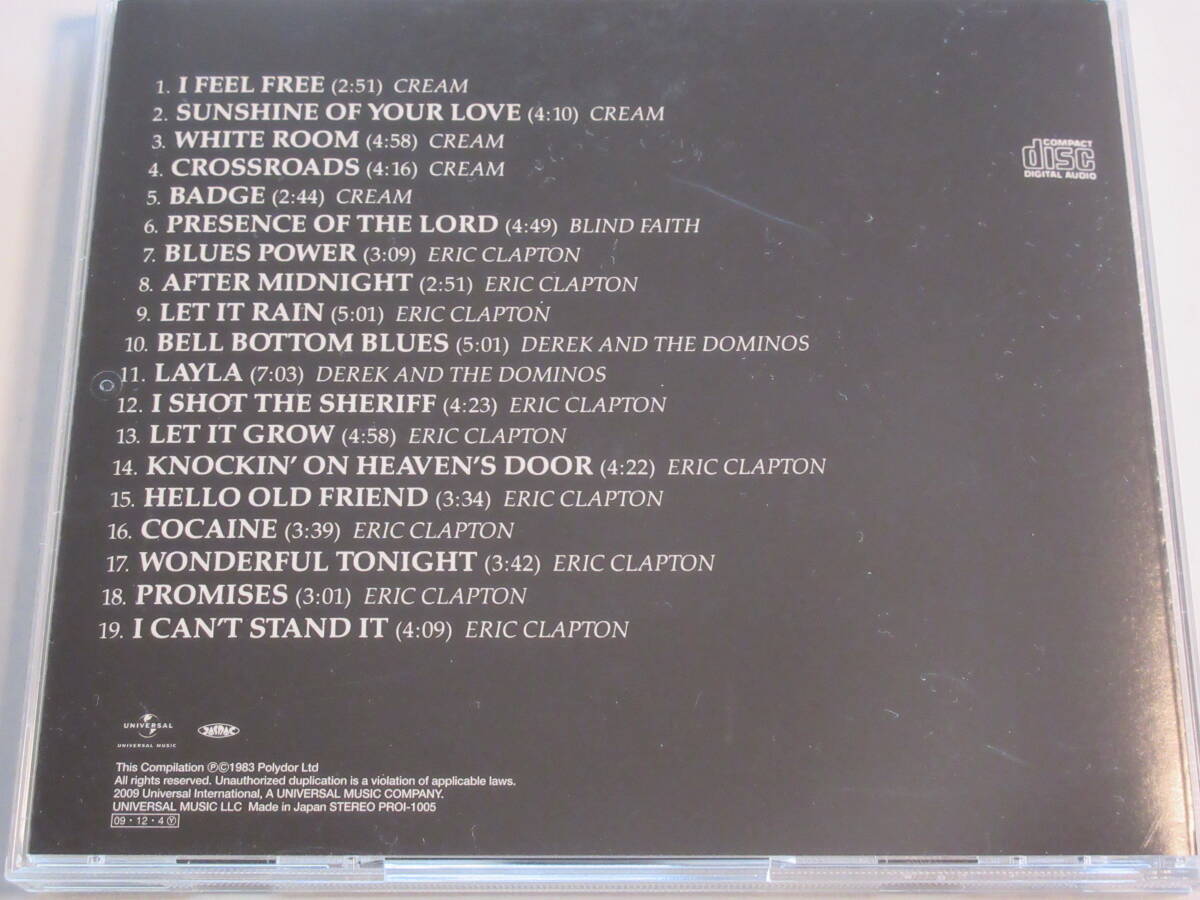 1. I FEEL FREE (2:51) CREAM
2. SUNSHINE OF YOUR LOVE (4:10) CREAM
3. WHITE ROOM (4:58) CREAM
4. CROSSROADS (4:16) CREAM
5. BADGE (2:44) CREAM
6. PRESENCE OF THE LORD (4:49) BLIND FAITH
7. BLUES POWER (3:09) ERIC CLAPTON
8. AFTER MIDNIGHT (2:51) ERIC CLAPTON
9. LET IT RAIN (5:01) ERIC CLAPTON
10. BELL BOTTOM BLUES (5:01) DEREK AND THE DOMINOS
11. LAYLA (7:03) DEREK AND THE DOMINOS
12. I SHOT THE SHERIFF (4:23) ERIC CLAPTON
13. LET IT GROW (4:58) ERIC CLAPTON
14. KNOCKIN' ON HEAVEN'S DOOR (4:22) ERIC CLAPTON
15. HELLO OLD FRIEND (3:34) ERIC CLAPTON
16. COCAINE (3:39) ERIC CLAPTON
17. WONDERFUL TONIGHT (3:42) ERIC CLAPTON
18. PROMISES (3:01) ERIC CLAPTON
19. I CAN'T STAND IT (4:09) ERIC CLAPTON
COMPACT
disc
DIGITAL AUDIO
UNIVERSAL
UNIVERSAL MUSIC
JASRAC
This Compilation ℗©1983 Polydor Ltd
All rights reserved. Unauthorized duplication is a violation of applicable laws.
2009 Universal International, A UNIVERSAL MUSIC COMPANY.
UNIVERSAL MUSIC LLC Made in Japan STEREO PROI-1005
09・12・4 Ⓨ